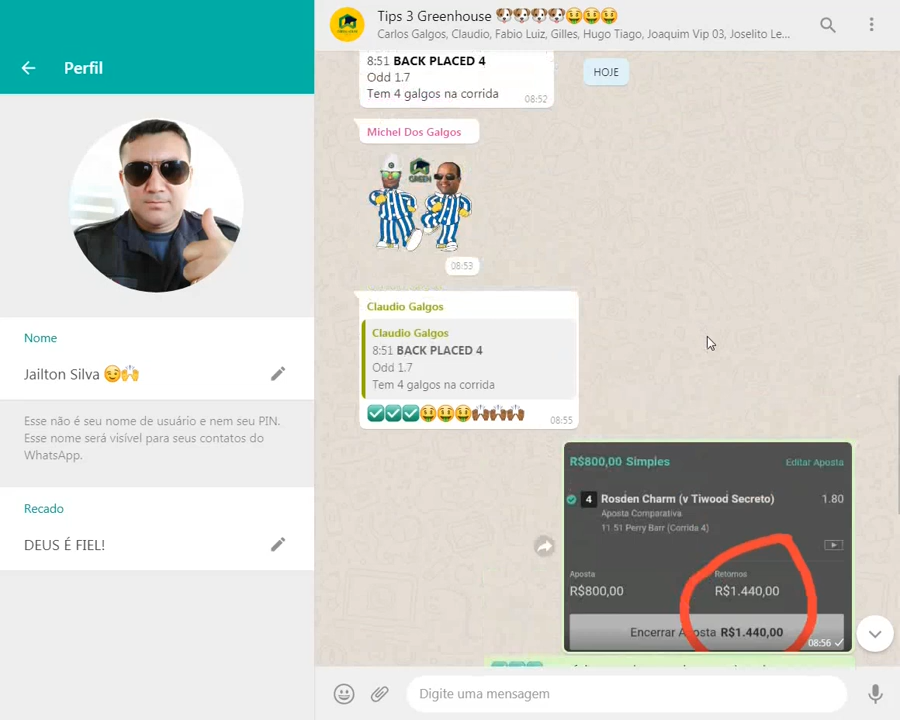 Perfil
Nome
Jailton Silva 😉🙌
Esse não é seu nome de usuário e nem seu PIN.
Esse nome será visível para seus contatos do
WhatsApp.
Recado
DEUS É FIEL!
Tips 3 Greenhouse 🐶🐶🐶🐶🤑🤑🤑
Carlos Galgos, Claudio, Fabio Luiz, Gilles, Hugo Tiago, Joaquim Vip 03, Joselito Le...
HOJE
8:51 BACK PLACED 4
Odd 1.7
Tem 4 galgos na corrida
08:52
Michel Dos Galgos
GREEN
08:53
Claudio Galgos
Claudio Galgos
8:51 BACK PLACED 4
Odd 1.7
Tem 4 galgos na corrida
✅✅✅🤑🤑🤑🙌🏾🙌🏾🙌🏾
08:55
R$800,00 Simples
Editar Aposta
4 Rosden Charm (v Tiwood Secreto) 1.80
Aposta Comparativa
11 51 Perry Barr (Corrida 4)
Aposta Retornos
R$800,00 R$1.440,00
Encerrar Aposta R$1.440,00
08:56
Digite uma mensagem